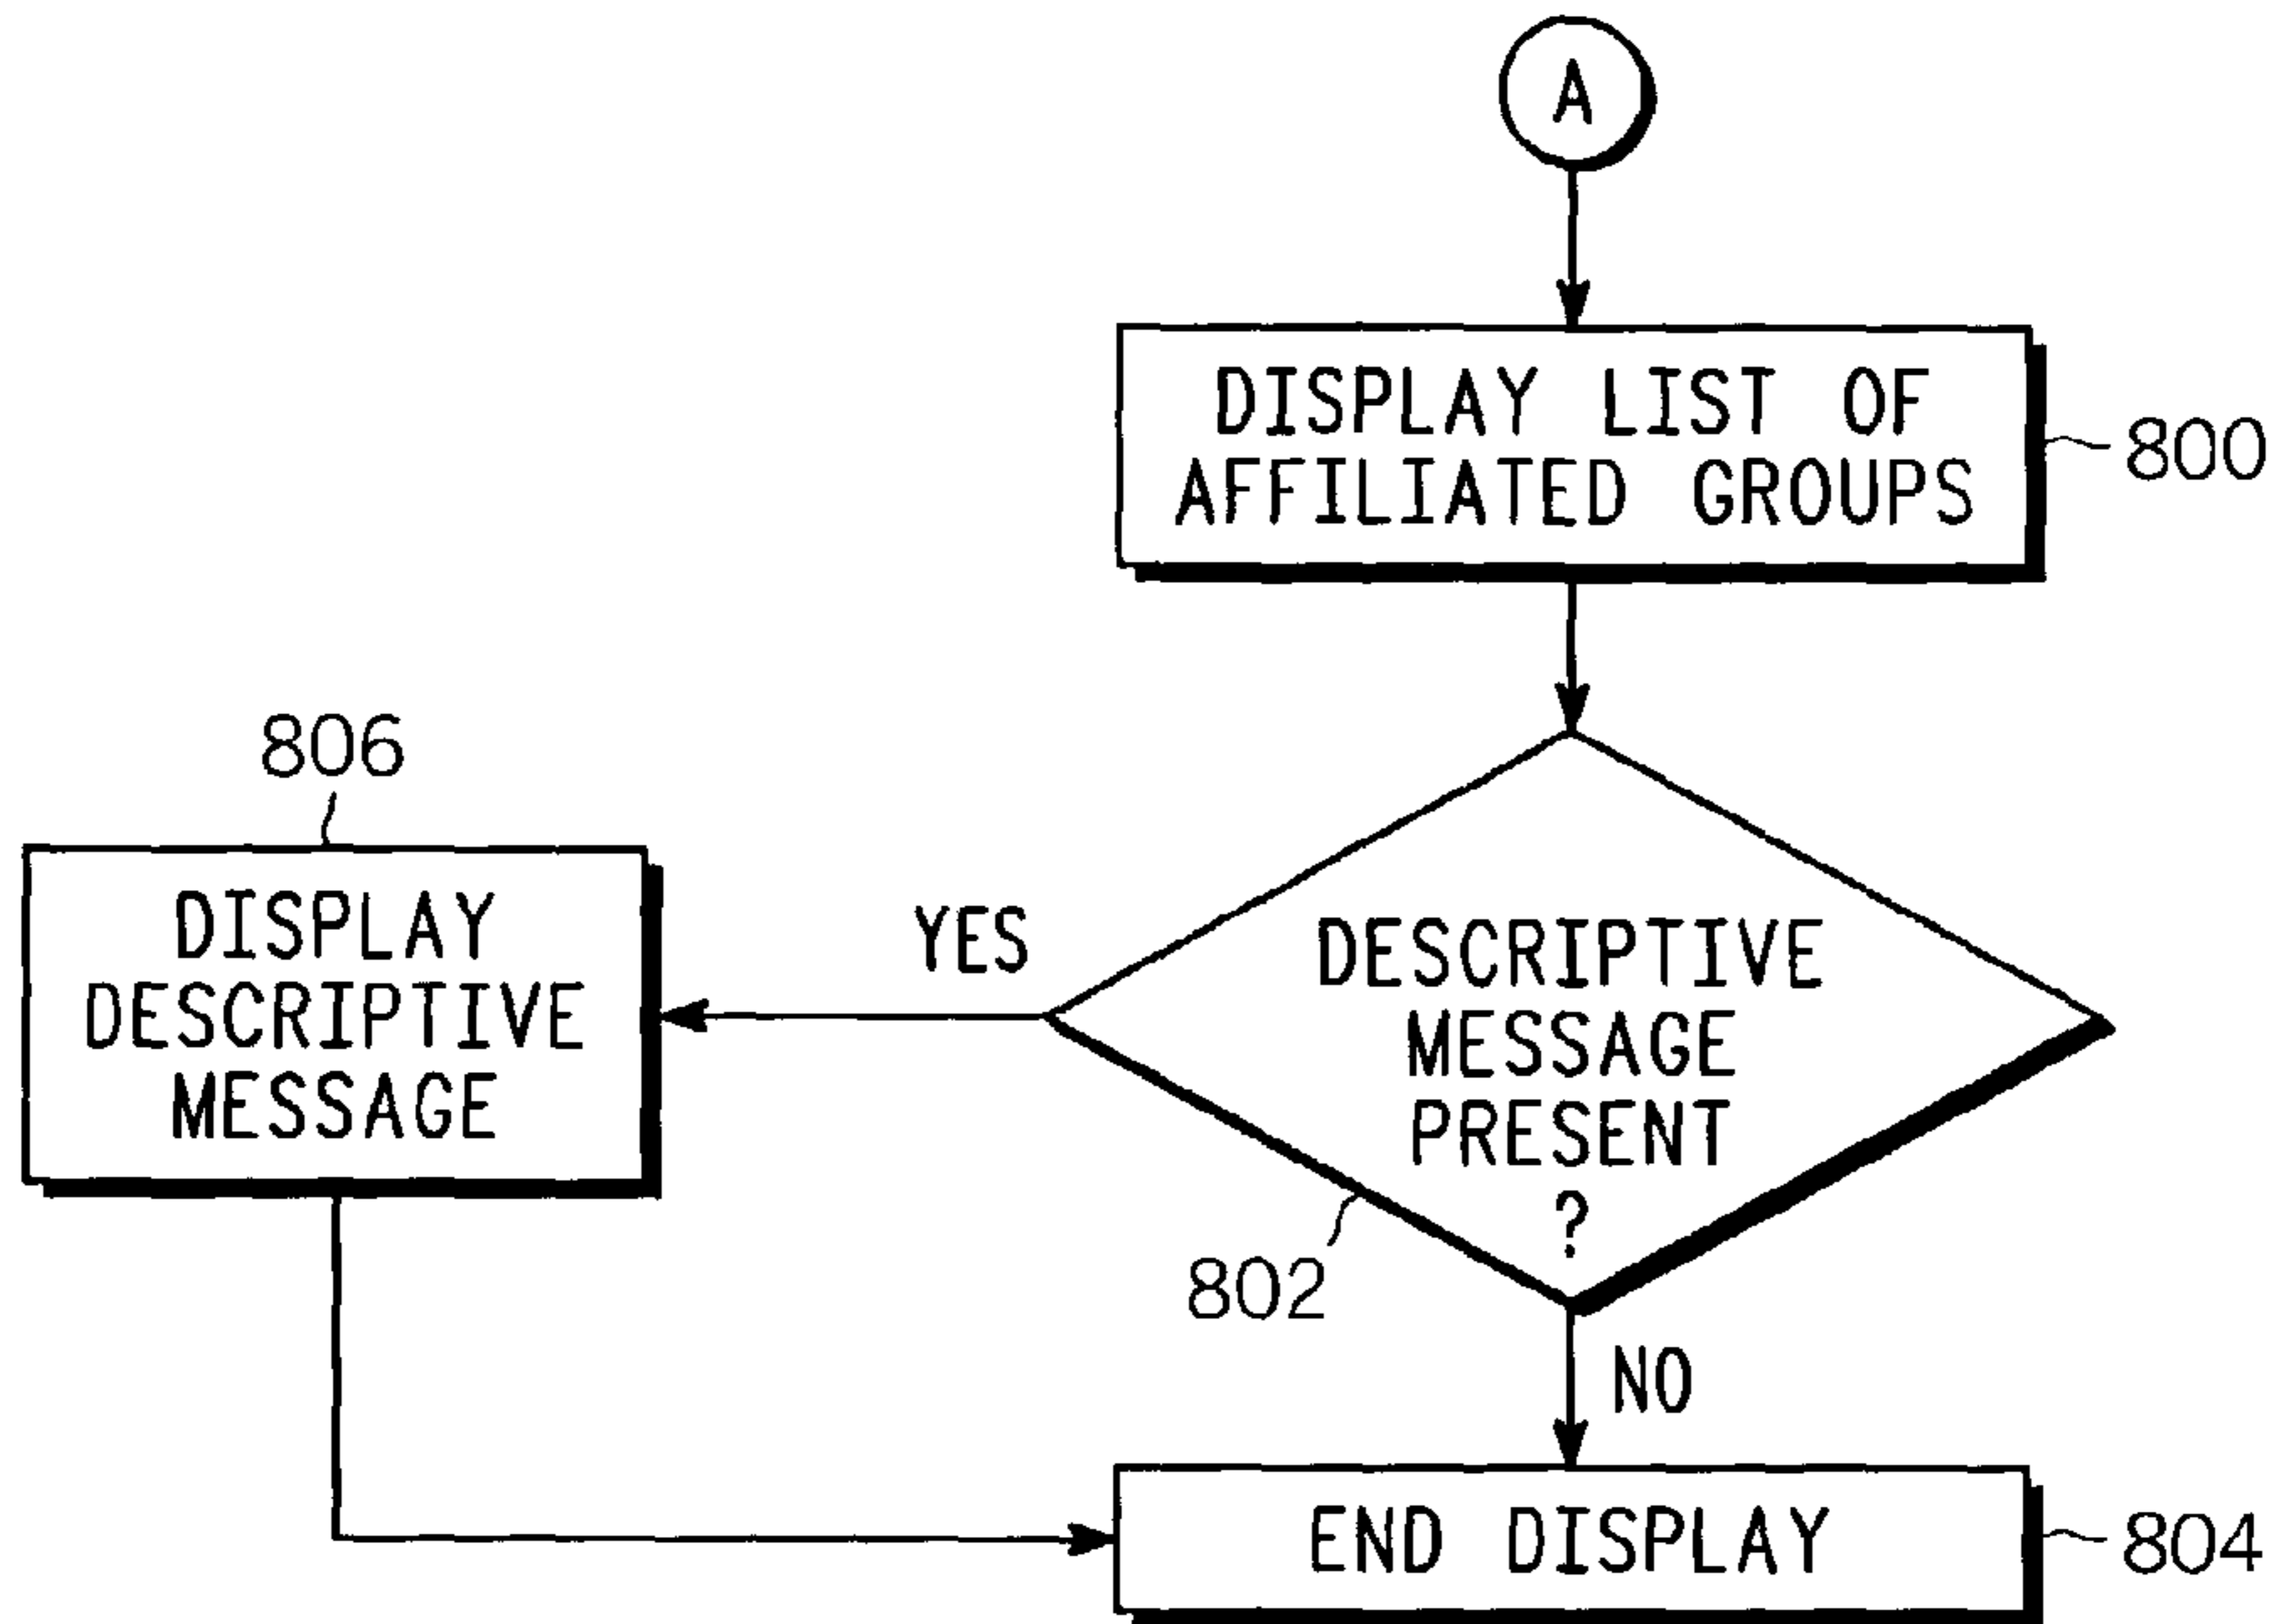 A
DISPLAY LIST OF
AFFILIATED GROUPS
800
806
DISPLAY
DESCRIPTIVE
MESSAGE
YES
DESCRIPTIVE
MESSAGE
PRESENT
?
802
NO
END DISPLAY
804